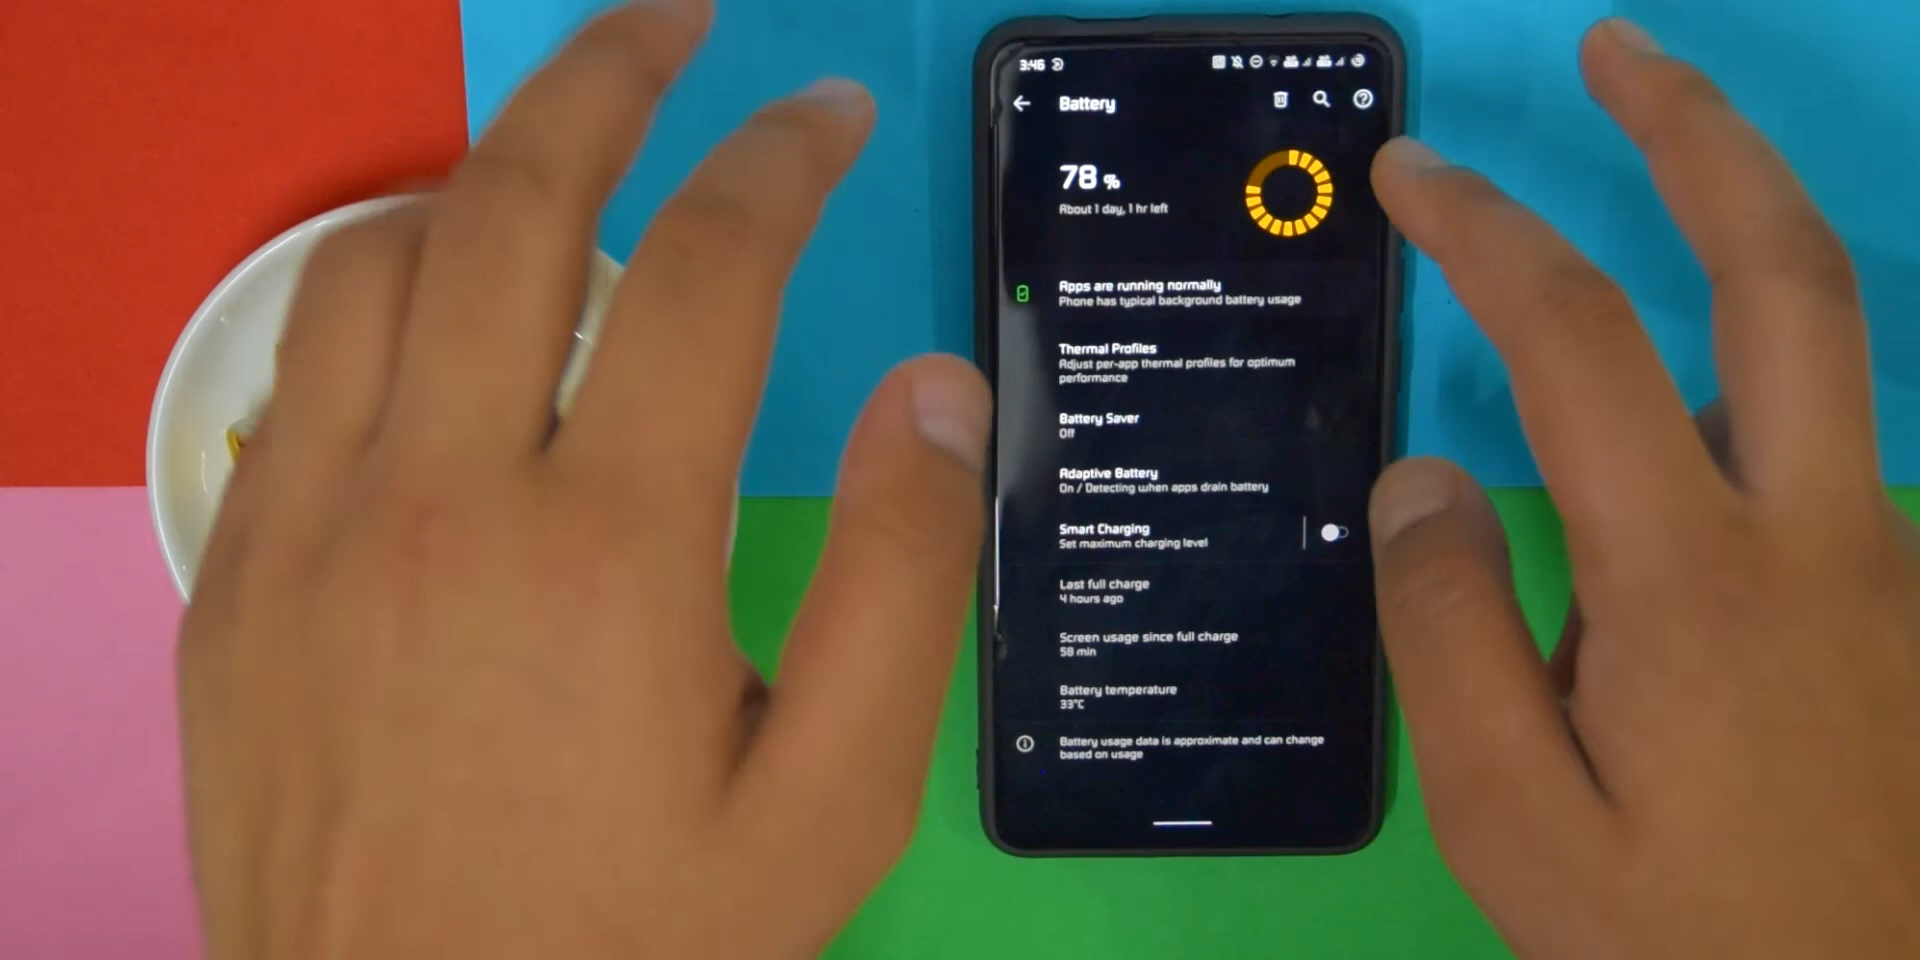 3:46
Battery
78 %
About 1 day, 1 hr left
Apps are running normally
Phone has typical background battery usage
Thermal Profiles
Adjust per-app thermal profiles for optimum
performance
Battery Saver
Off
Adaptive Battery
On / Detecting when apps drain battery
Smart Charging
Set maximum charging level
Last full charge
4 hours ago
Screen usage since full charge
58 min
Battery temperature
33°C
Battery usage data is approximate and can change
based on usage